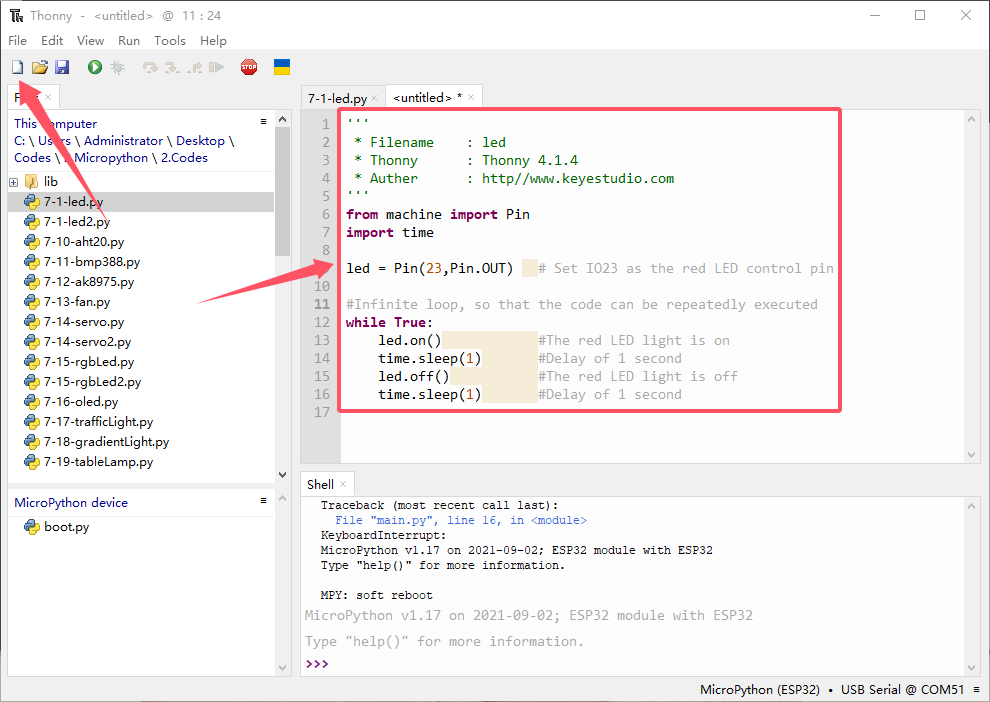 Thonny - <untitled> @ 11 : 24
File Edit View Run Tools Help
STOP
7-1-led.py ×
<untitled> * ×
This computer
C: \ Users \ Administrator \ Desktop \
Codes \ Micropython \ 2.Codes
lib
7-1-led.py
7-1-led2.py
7-10-aht20.py
7-11-bmp388.py
7-12-ak8975.py
7-13-fan.py
7-14-servo.py
7-14-servo2.py
7-15-rgbLed.py
7-15-rgbLed2.py
7-16-oled.py
7-17-trafficLight.py
7-18-gradientLight.py
7-19-tableLamp.py
MicroPython device
boot.py
1 '''
2 * Filename : led
3 * Thonny : Thonny 4.1.4
4 * Auther : http//www.keyestudio.com
5 '''
6 from machine import Pin
7 import time
8
led = Pin(23,Pin.OUT) # Set IO23 as the red LED control pin
10
11 #Infinite loop, so that the code can be repeatedly executed
12 while True:
13 led.on() #The red LED light is on
14 time.sleep(1) #Delay of 1 second
15 led.off() #The red LED light is off
16 time.sleep(1) #Delay of 1 second
17
Shell ×
Traceback (most recent call last):
File "main.py", line 16, in <module>
KeyboardInterrupt:
MicroPython v1.17 on 2021-09-02; ESP32 module with ESP32
Type "help()" for more information.
MPY: soft reboot
MicroPython v1.17 on 2021-09-02; ESP32 module with ESP32
Type "help()" for more information.
>>>
MicroPython (ESP32) • USB Serial @ COM51 ≡